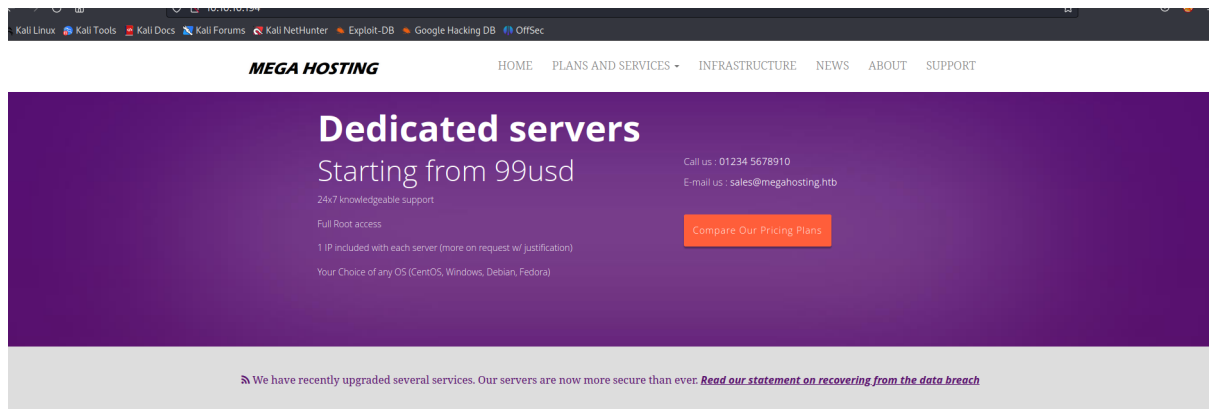 Kali Linux Kali Tools Kali Docs Kali Forums Kali NetHunter Exploit-DB Google Hacking DB OffSec
MEGA HOSTING HOME PLANS AND SERVICES INFRASTRUCTURE NEWS ABOUT SUPPORT
Dedicated servers
Starting from 99usd
24x7 knowledgeable support
Full Root access
1 IP included with each server (more on request w/ justification)
Your Choice of any OS (CentOS, Windows, Debian, Fedora)
Call us : 01234 5678910
E-mail us : sales@megahosting.htb
Compare Our Pricing Plans
We have recently upgraded several services. Our servers are now more secure than ever. Read our statement on recovering from the data breach